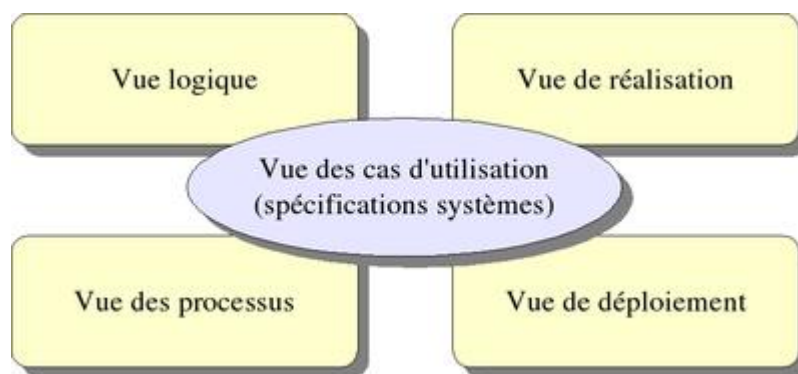 Vue logique
Vue de réalisation
Vue des cas d'utilisation
(spécifications systèmes)
Vue des processus
Vue de déploiement